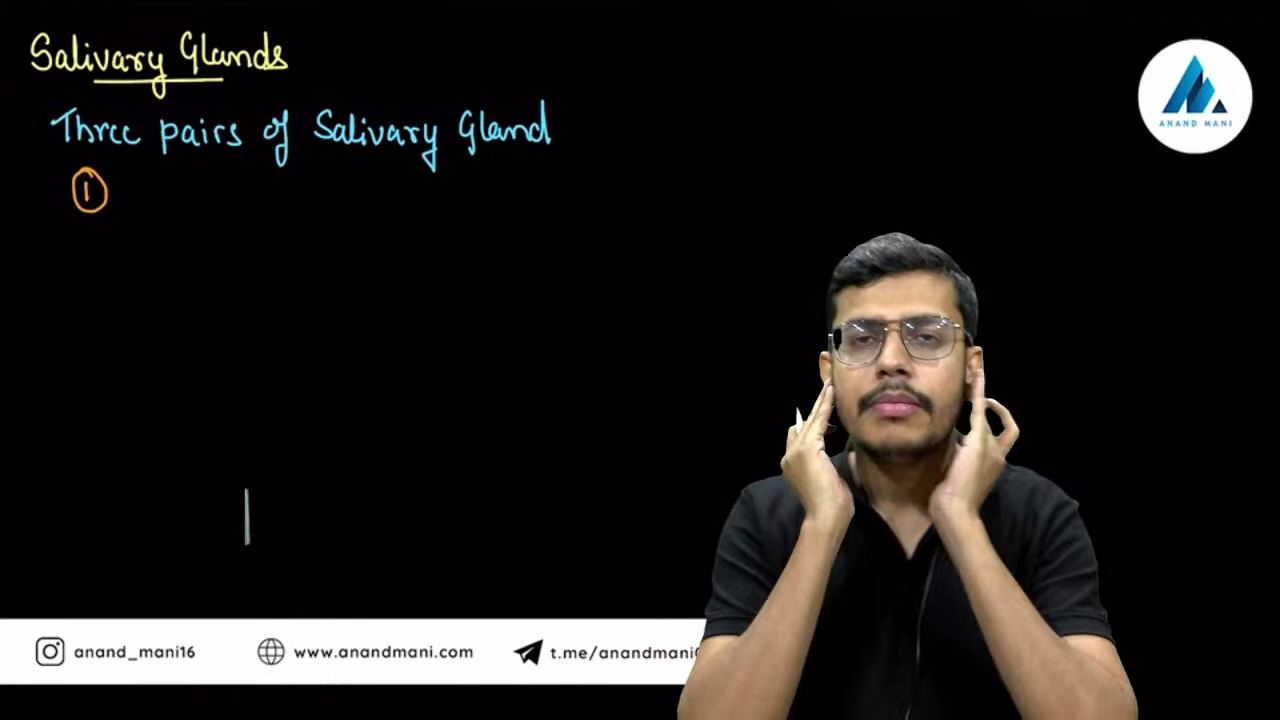 Salivary Glands
Three pairs of Salivary Gland
1
ANAND MANI
anand_mani16
www.anandmani.com
t.me/anandmani